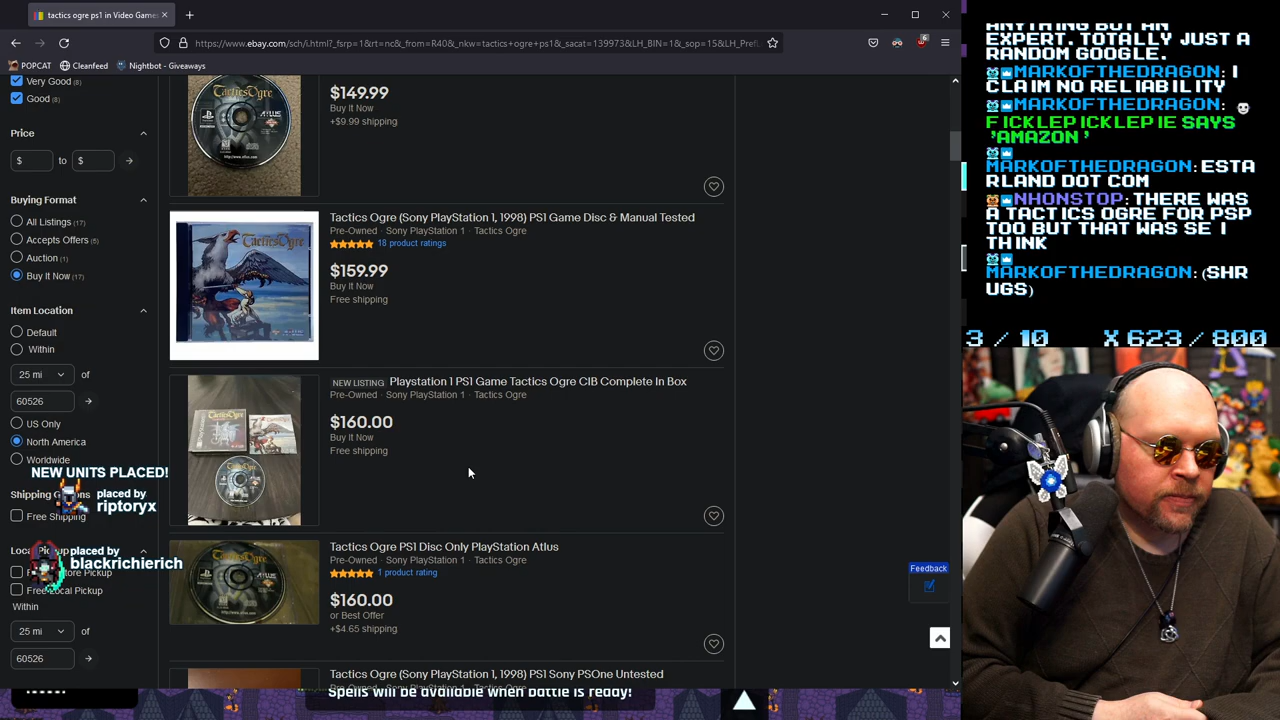 tactics ogre ps1 in Video Games
https://www.ebay.com/sch/i.html?_fsrp=1&rt=nc&_from=R40&_nkw=tactics+ogre+ps1&_sacat=139973&LH_BIN=1&_sop=15&LH_Pref
6
POPCAT
Cleanfeed
Nightbot - Giveaways
Very Good (8)
Good (8)
Price
$ to $
Buying Format
All Listings (17)
Accepts Offers (6)
Auction (1)
Buy It Now (17)
Item Location
Default
Within
25 mi of
60526
US Only
North America
Worldwide
Free Shipping
Free Local Pickup
Within
25 mi of
60526
NEW UNITS PLACED!
placed by
riptoryx
placed by
blackrichierich
$149.99
Buy It Now
+$9.99 shipping
Tactics Ogre (Sony PlayStation 1, 1998) PS1 Game Disc & Manual Tested
Pre-Owned · Sony PlayStation 1 · Tactics Ogre
18 product ratings
$159.99
Buy It Now
Free shipping
NEW LISTING Playstation 1 PS1 Game Tactics Ogre CIB Complete In Box
Pre-Owned · Sony PlayStation 1 · Tactics Ogre
$160.00
Buy It Now
Free shipping
Tactics Ogre PS1 Disc Only PlayStation Atlus
Pre-Owned · Sony PlayStation 1 · Tactics Ogre
1 product rating
$160.00
or Best Offer
+$4.65 shipping
Tactics Ogre (Sony PlayStation 1, 1998) PS1 Sony PSOne Untested
Feedback
Spells will be available when battle is ready!
ANYTHING BUT AN
EXPERT. TOTALLY JUST A
RANDOM GOOGLE.
MARKOFTHEDRAGON: I
CLAIM NO RELIABILITY
MARKOFTHEDRAGON:
FICKLEPICKLEPIE SAYS
'AMAZON'
MARKOFTHEDRAGON: ESTA
RLAND DOT COM
NHONSTOP: THERE WAS
A TACTICS OGRE FOR PSP
TOO BUT THAT WAS SE I
THINK
MARKOFTHEDRAGON: (SHR
UGS)
3 / 10 X 623 / 800